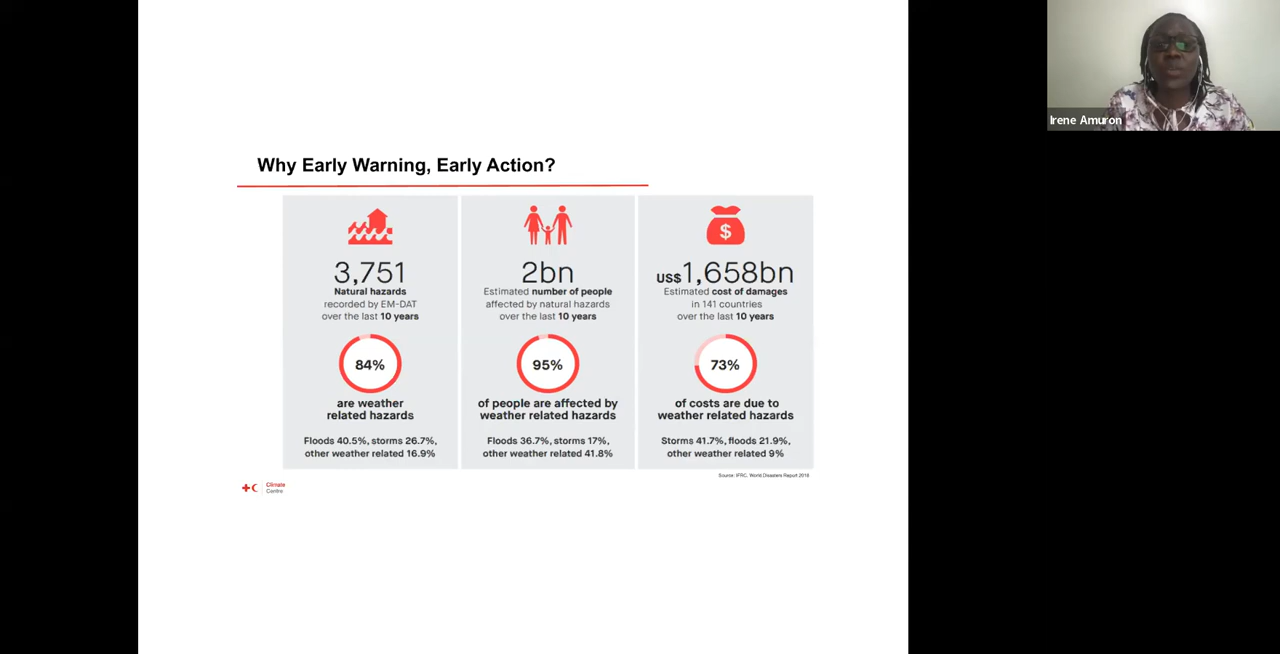 Irene Amuron
Why Early Warning, Early Action?
3,751
Natural hazards
recorded by EM-DAT
over the last 10 years
84%
are weather
related hazards
Floods 40.5%, storms 26.7%,
other weather related 16.9%
2bn
Estimated number of people
affected by natural hazards
over the last 10 years
95%
of people are affected by
weather related hazards
Floods 36.7%, storms 17%,
other weather related 41.8%
$
US$1,658bn
Estimated cost of damages
in 141 countries
over the last 10 years
73%
of costs are due to
weather related hazards
Storms 41.7%, floods 21.9%,
other weather related 9%
Source: IFRC, World Disasters Report 2018
Climate
Centre